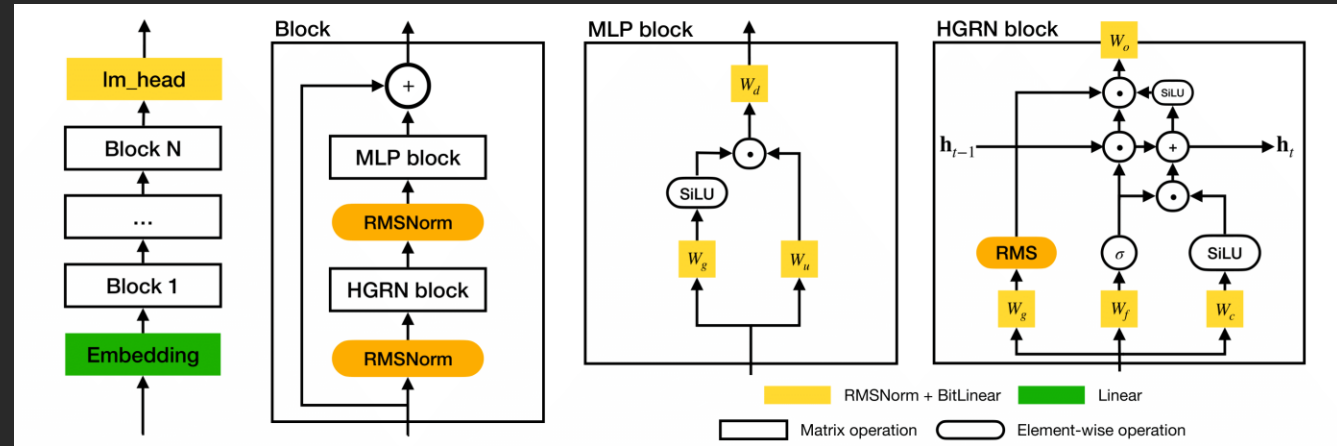 lm_head
Block N
...
Block 1
Embedding
Block
+
MLP block
RMSNorm
HGRN block
RMSNorm
MLP block
W_d
·
SiLU
W_g
W_u
HGRN block
W_o
·
SiLU
h_{t-1}
·
+
h_t
·
RMS
σ
SiLU
W_g
W_f
W_c
RMSNorm + BitLinear
Linear
Matrix operation
Element-wise operation